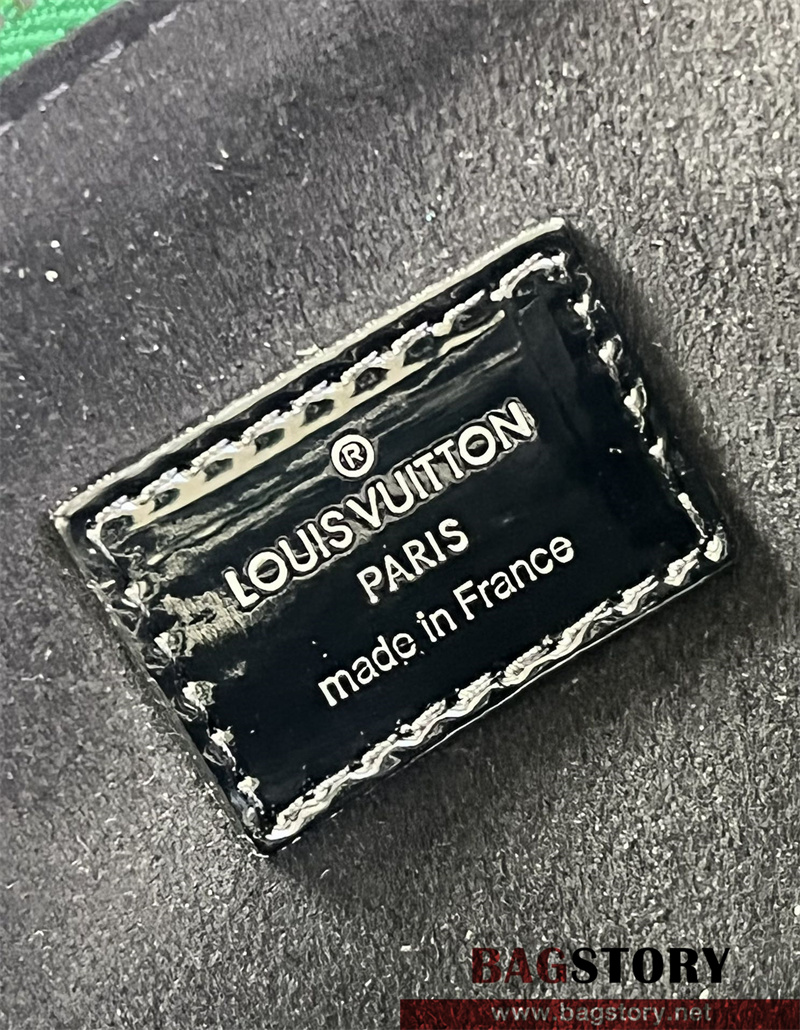 ®
LOUIS VUITTON
PARIS
made in France
BAGSTORY
www.bagstory.net